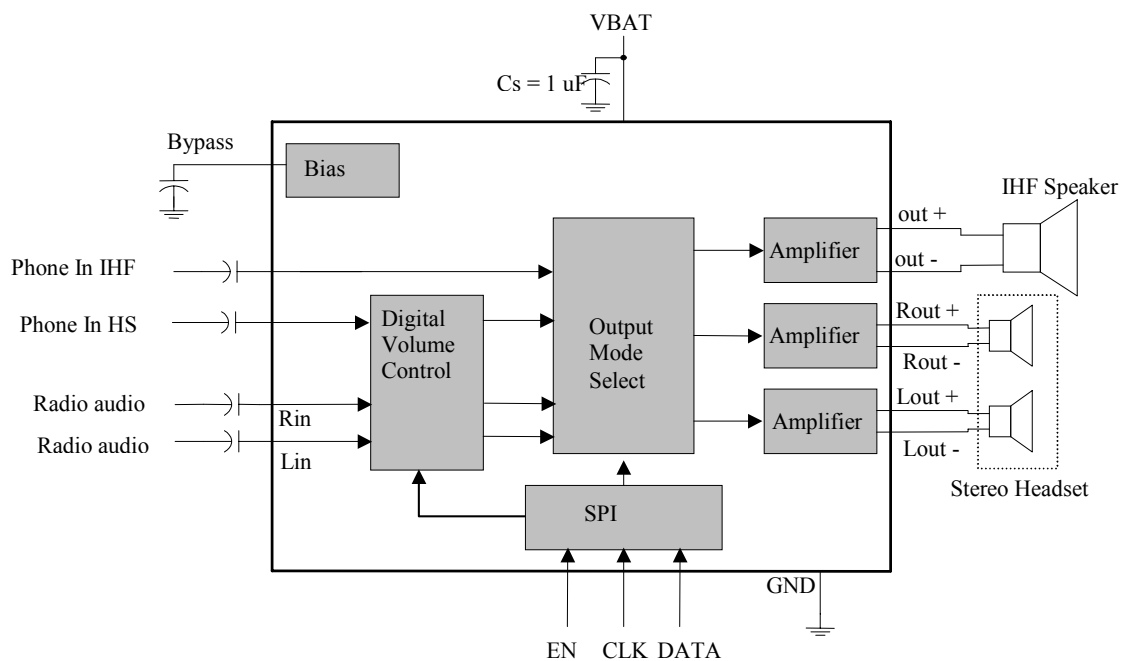 VBAT
Cs = 1 uF
Bypass
Bias
IHF Speaker
out +
Phone In IHF
Amplifier
out -
Phone In HS
Digital
Volume
Control
Output
Mode
Select
Rout +
Amplifier
Rout -
Radio audio
Rin
Lout +
Amplifier
Radio audio
Lin
Lout -
Stereo Headset
SPI
GND
EN CLK DATA